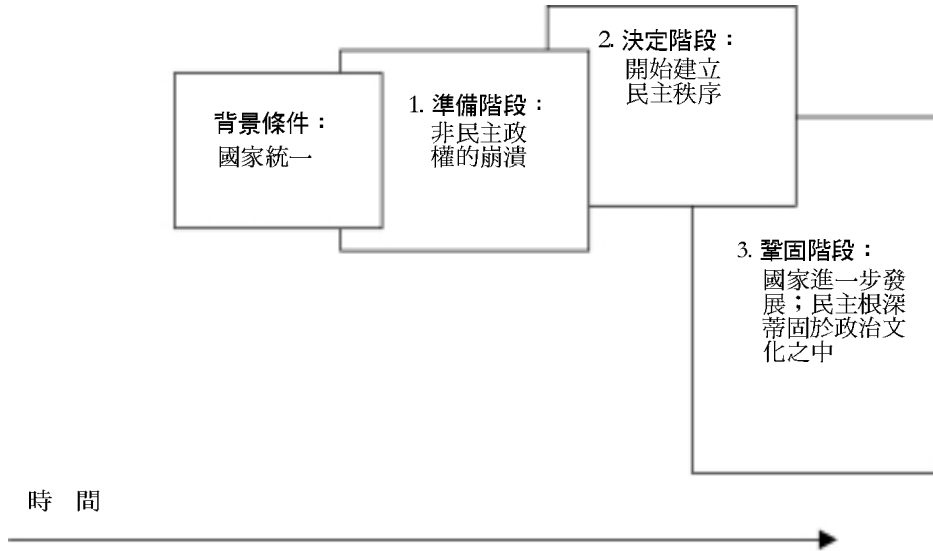 背景條件：
國家統一
1. 準備階段：
非民主政
權的崩潰
2. 決定階段：
開始建立
民主秩序
3. 鞏固階段：
國家進一步發
展；民主根深
蒂固於政治文
化之中
時 間